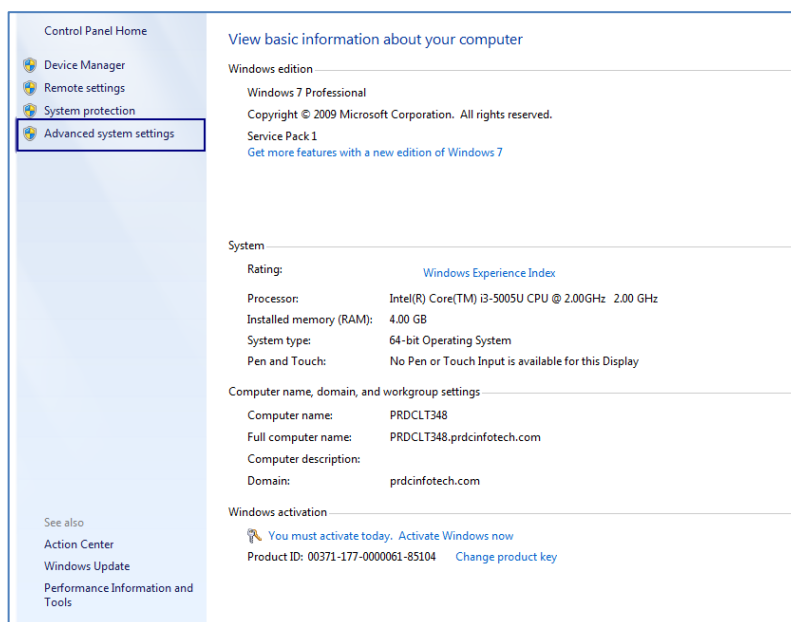 Control Panel Home
Device Manager
Remote settings
System protection
Advanced system settings
See also
Action Center
Windows Update
Performance Information and
Tools
View basic information about your computer
Windows edition
Windows 7 Professional
Copyright © 2009 Microsoft Corporation. All rights reserved.
Service Pack 1
Get more features with a new edition of Windows 7
System
Rating: Windows Experience Index
Processor: Intel(R) Core(TM) i3-5005U CPU @ 2.00GHz 2.00 GHz
Installed memory (RAM): 4.00 GB
System type: 64-bit Operating System
Pen and Touch: No Pen or Touch Input is available for this Display
Computer name, domain, and workgroup settings
Computer name: PRDCLT348
Full computer name: PRDCLT348.prdcinfotech.com
Computer description:
Domain: prdcinfotech.com
Windows activation
You must activate today. Activate Windows now
Product ID: 00371-177-0000061-85104 Change product key